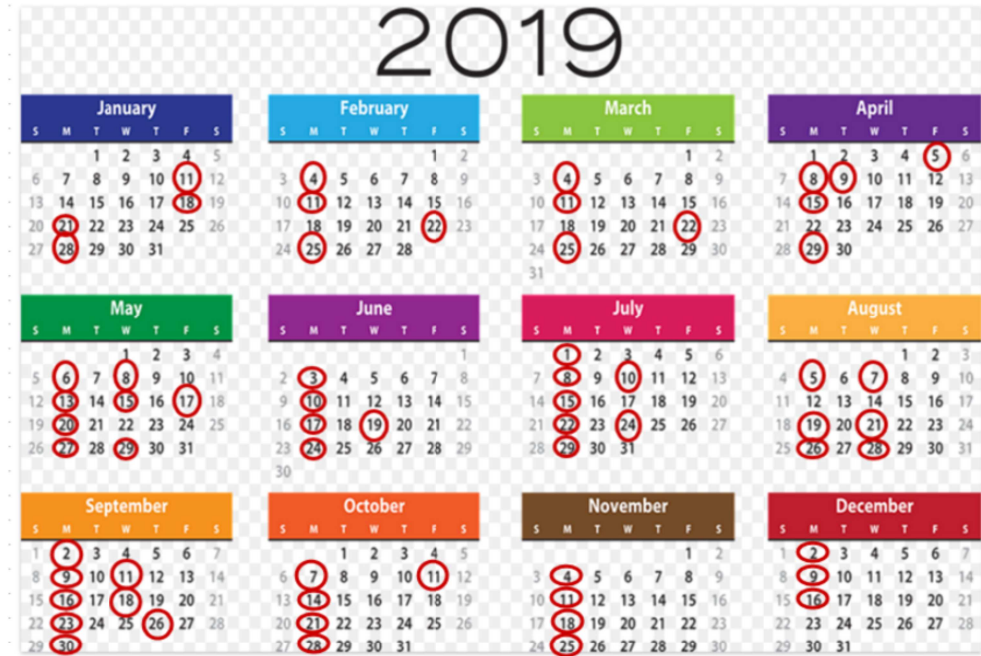 2019
January
S M T W T F S
1 2 3 4 5
6 7 8 9 10 11 12
13 14 15 16 17 18 19
20 21 22 23 24 25 26
27 28 29 30 31
February
S M T W T F S
1 2
3 4 5 6 7 8 9
10 11 12 13 14 15 16
17 18 19 20 21 22 23
24 25 26 27 28
March
S M T W T F S
1 2
3 4 5 6 7 8 9
10 11 12 13 14 15 16
17 18 19 20 21 22 23
24 25 26 27 28 29 30
31
April
S M T W T F S
1 2 3 4 5 6
7 8 9 10 11 12 13
14 15 16 17 18 19 20
21 22 23 24 25 26 27
28 29 30
May
S M T W T F S
1 2 3 4
5 6 7 8 9 10 11
12 13 14 15 16 17 18
19 20 21 22 23 24 25
26 27 28 29 30 31
June
S M T W T F S
1
2 3 4 5 6 7 8
9 10 11 12 13 14 15
16 17 18 19 20 21 22
23 24 25 26 27 28 29
30
July
S M T W T F S
1 2 3 4 5 6
7 8 9 10 11 12 13
14 15 16 17 18 19 20
21 22 23 24 25 26 27
28 29 30 31
August
S M T W T F S
1 2 3
4 5 6 7 8 9 10
11 12 13 14 15 16 17
18 19 20 21 22 23 24
25 26 27 28 29 30 31
September
S M T W T F S
1 2 3 4 5 6 7
8 9 10 11 12 13 14
15 16 17 18 19 20 21
22 23 24 25 26 27 28
29 30
October
S M T W T F S
1 2 3 4 5
6 7 8 9 10 11 12
13 14 15 16 17 18 19
20 21 22 23 24 25 26
27 28 29 30 31
November
S M T W T F S
1 2
3 4 5 6 7 8 9
10 11 12 13 14 15 16
17 18 19 20 21 22 23
24 25 26 27 28 29 30
December
S M T W T F S
1 2 3 4 5 6 7
8 9 10 11 12 13 14
15 16 17 18 19 20 21
22 23 24 25 26 27 28
29 30 31